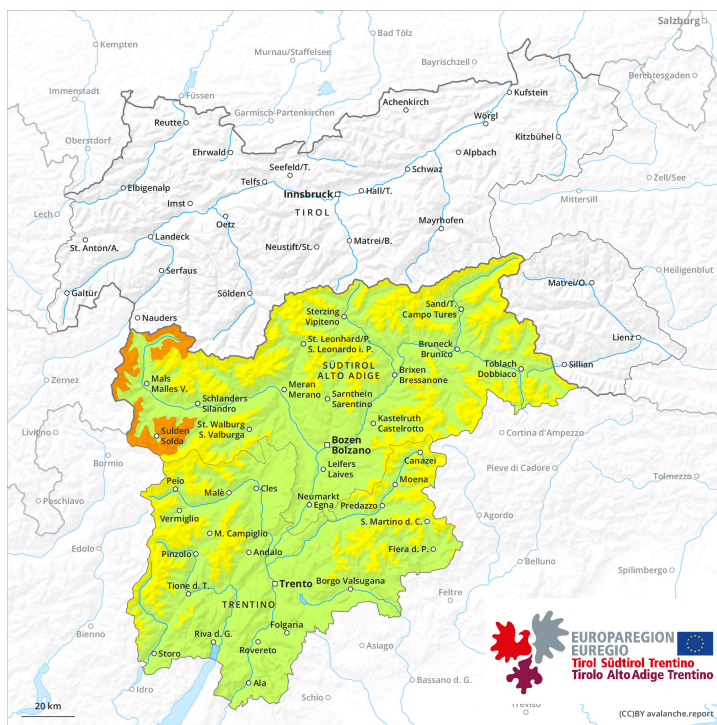 Salzburg
Kempten
Bad Tölz
Murnau/Staffelsee
Bayrischzell
Berchtesgaden
Immenstadt
Füssen
Garmisch-Partenkirchen
Achenkirch
Kufstein
Reutte
Wörgl
Oberstdorf
Ehrwald
Kitzbühel
Alpbach
Seefeld/T.
Schwaz
Telfs
Zell/See
Elbigenalp
Innsbruck
Hall/T.
Mittersill
Imst
TIROL
Lech
Oetz
Mayrhofen
Landeck
St. Anton/A.
Neustift/St.
Matrei/B.
Serfaus
Heiligenblut
Galtür
Sölden
Matrei/O.
Nauders
Sand/T.
Campo Tures
Sterzing
Vipiteno
Lienz
St. Leonhard/P.
S. Leonardo i. P.
Bruneck
Brunico
Sillian
Toblach
Dobbiaco
SÜDTIROL
ALTO ADIGE
Brixen
Bressanone
Zernez
Mals
Malles V.
Meran
Merano
Schlanders
Silandro
Sarnthein
Sarentino
Kastelruth
Castelrotto
St. Walburg
S. Valburga
Sulden
Solda
Livigno
Cortina d'Ampezzo
Bozen
Bolzano
Bormio
Canazei
Pieve di Cadore
Leifers
Laives
Tolmezzo
Peio
Malè
Cles
Moena
Poschiavo
Neumarkt
Egna
Predazzo
Vermiglio
Agordo
S. Martino d. C.
M. Campiglio
Edolo
Pinzolo
Andalo
Fiera d. P.
Belluno
Spilimbergo
Trento
Borgo Valsugana
Tione d. T.
Feltre
TRENTINO
Folgaria
Bienno
Riva d. G.
Rovereto
Asiago
Storo
Bassano d. G.
Ala
Idro
Schio
Treviso
EUROPAREGION
EUREGIO
Tirol Südtirol Trentino
Tirolo Alto Adige Trentino
20 km
(CC)BY avalanche.report